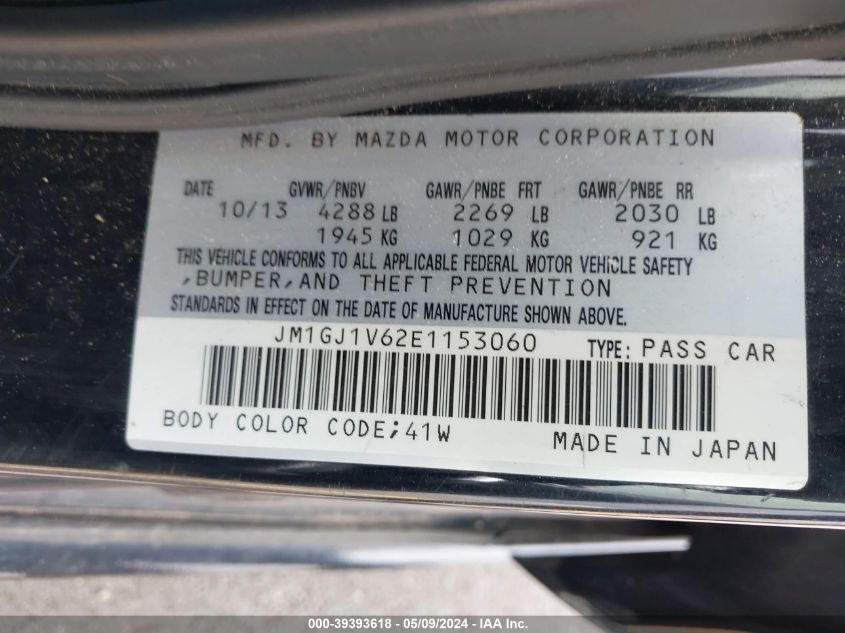 MFD. BY MAZDA MOTOR CORPORATION
DATE GVWR/PNBV GAWR/PNBE FRT GAWR/PNBE RR
10/13 4288 LB 2269 LB 2030 LB
1945 KG 1029 KG 921 KG
THIS VEHICLE CONFORMS TO ALL APPLICABLE FEDERAL MOTOR VEHICLE SAFETY
,BUMPER,AND THEFT PREVENTION
STANDARDS IN EFFECT ON THE DATE OF MANUFACTURE SHOWN ABOVE.
JM1GJ1V62E1153060 TYPE: PASS CAR
BODY COLOR CODE;41W MADE IN JAPAN
000-39393618 - 05/09/2024 - IAA Inc.